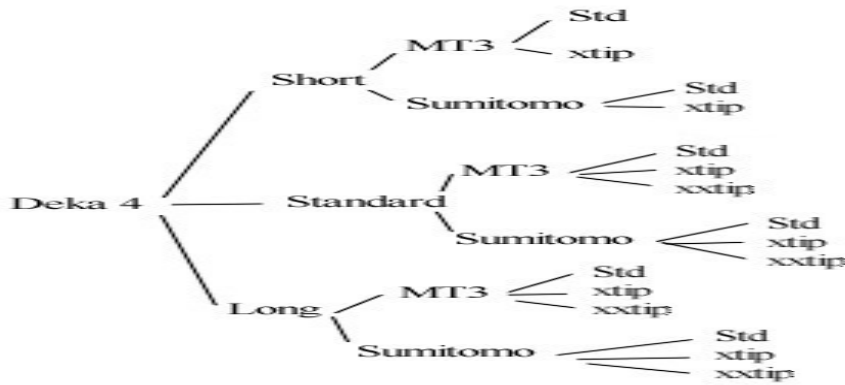 Std
MT3
xtip
Short
Std
Sumitomo
xtip
Std
MT3
xtip
xxtip
Deka 4
Standard
Std
Sumitomo
xtip
xxtip
Std
MT3
xtip
xxtip
Long
Std
Sumitomo
xtip
xxtip